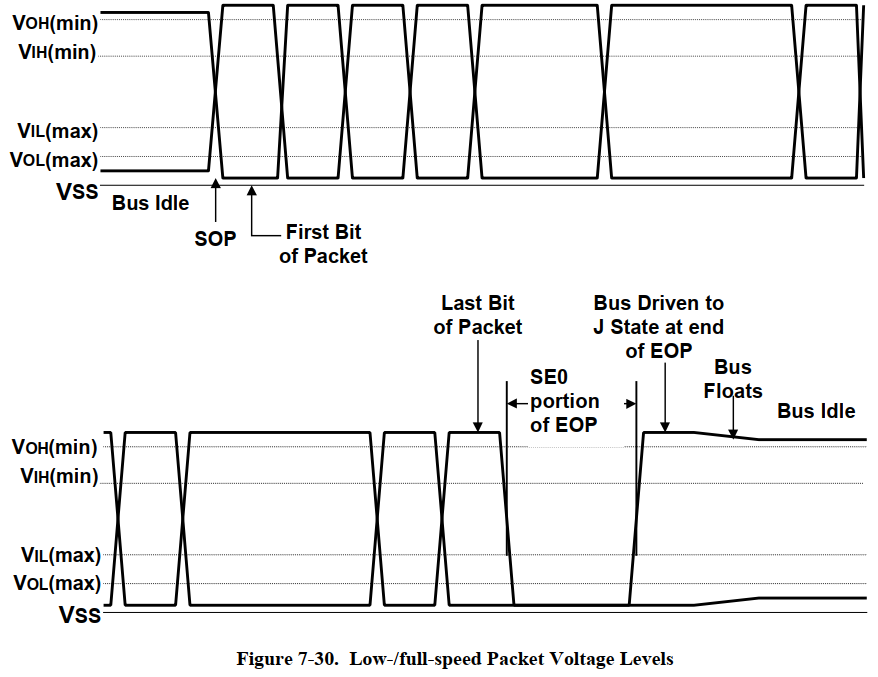 VOH(min)
VIH(min)
VIL(max)
VOL(max)
VSS
Bus Idle
SOP
First Bit
of Packet
Last Bit
of Packet
Bus Driven to
J State at end
of EOP
SE0
portion
of EOP
Bus
Floats
Bus Idle
VOH(min)
VIH(min)
VIL(max)
VOL(max)
VSS
Figure 7-30. Low-/full-speed Packet Voltage Levels